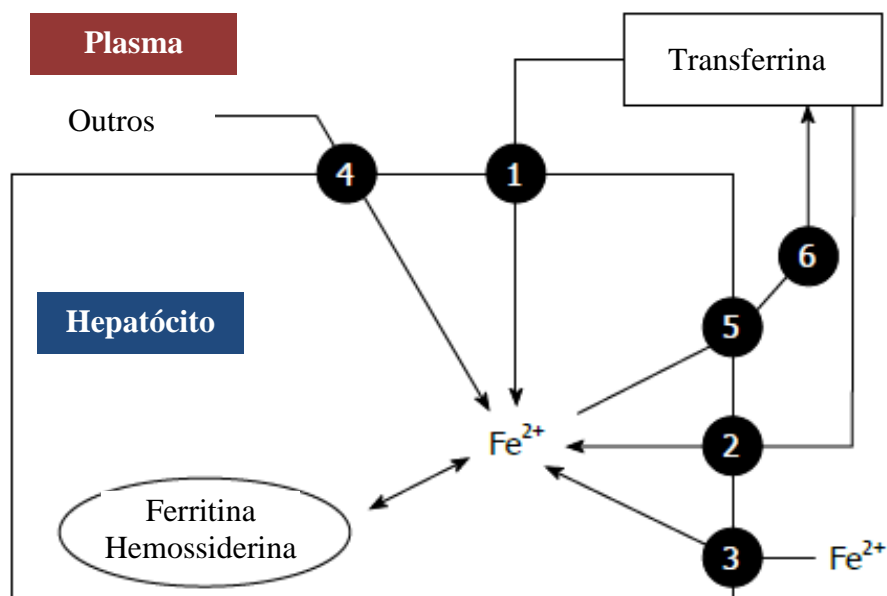 Plasma
Transferrina
Outros
4
1
6
Hepatócito
5
Fe²⁺
2
Ferritina
Hemossiderina
3
Fe²⁺